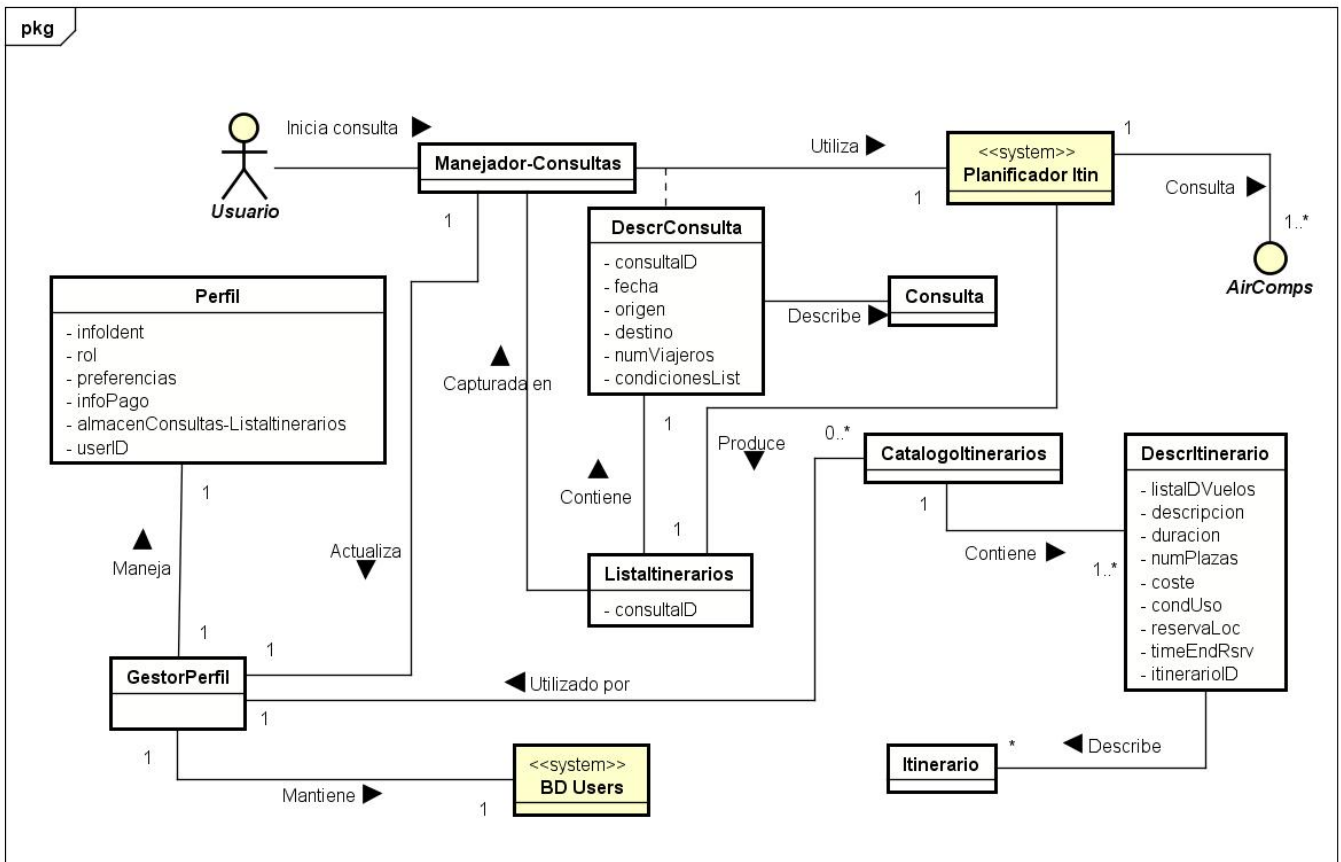 pkg
Inicia consulta
Usuario
Manejador-Consultas
Utiliza
<<system>>
Planificador Itin
1
1
1
Consulta
1..*
AirComps
DescrConsulta
- consultaID
- fecha
- origen
- destino
- numViajeros
- condicionesList
Describe
Consulta
Perfil
- infoIdent
- rol
- preferencias
- infoPago
- almacenConsultas-ListaItinerarios
- userID
Capturada en
1
Produce
0..*
CatalogoItinerarios
DescrItinerario
- listaIDVuelos
- descripcion
- duracion
- numPlazas
- coste
- condUso
- reservaLoc
- timeEndRsrv
- itinerarioID
1
Contiene
1..*
1
Maneja
Actualiza
Contiene
1
ListaItinerarios
- consultaID
1
1
GestorPerfil
Utilizado por
1
1
Mantiene
1
<<system>>
BD Users
Itinerario
*
Describe